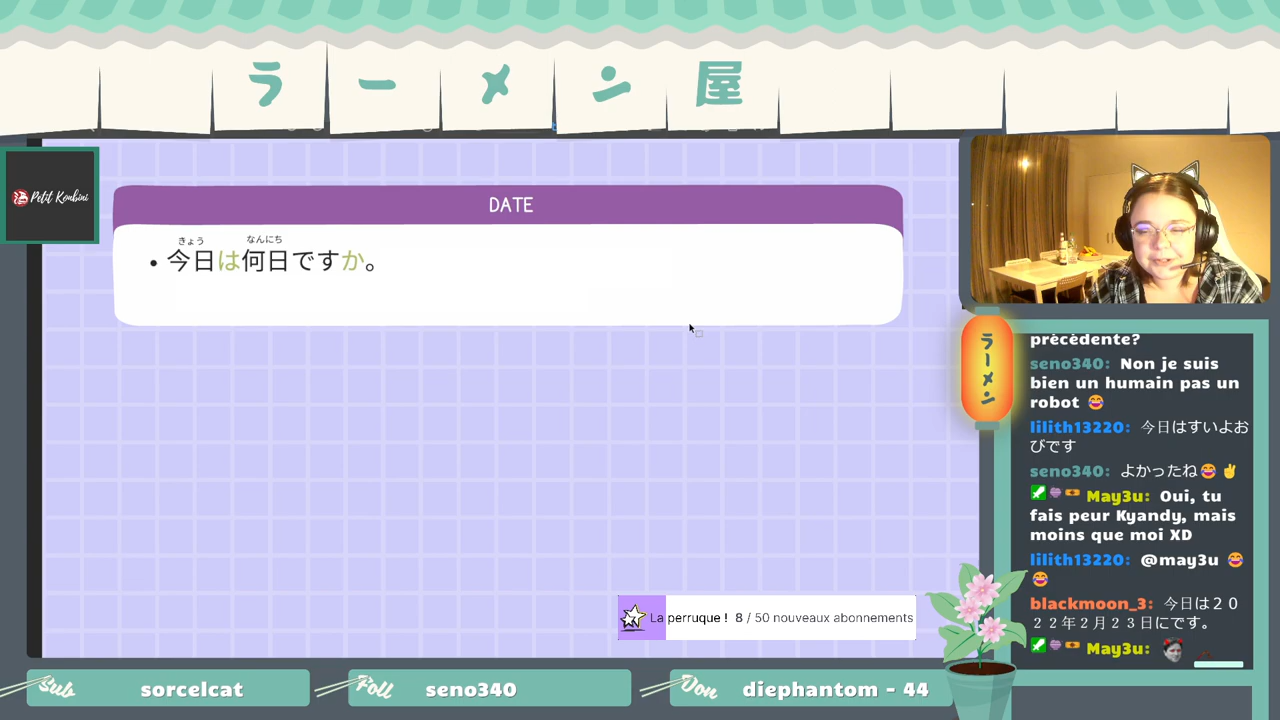 ラーメン屋
Petit Konbini
DATE
きょう なんにち
• 今日は何日ですか。
ラーメン
précédente?
seno340: Non je suis
bien un humain pas un
robot 😂
lilith13220: 今日はすいよお
びです
seno340: よかったね😂✌
May3u: Oui, tu
fais peur Kyandy, mais
moins que moi XD
lilith13220: @may3u 😂
😂
blackmoon_3: 今日は２０
２２年２月２３日にです。
May3u:
La perruque ! 8 / 50 nouveaux abonnements
Sub sorcelcat
Foll seno340
Don diephantom - 44